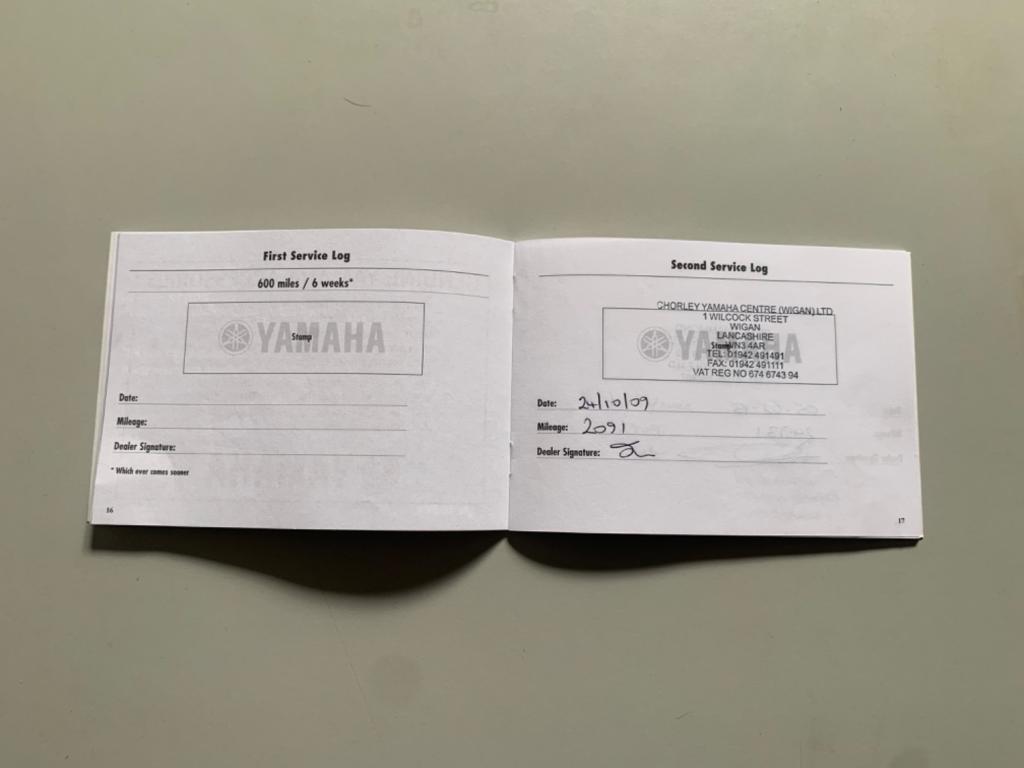 First Service Log
600 miles / 6 weeks*
YAMAHA
Stamp
Date:
Mileage:
Dealer Signature:
* Which ever comes sooner
16
Second Service Log
CHORLEY YAMAHA CENTRE (WIGAN) LTD
1 WILCOCK STREET
WIGAN
LANCASHIRE
Stamp WN3 4AR
YAMAHA
TEL: 01942 491491
FAX: 01942 491111
VAT REG NO 674 6743 94
Date: 24/10/09
Mileage: 2091
Dealer Signature:
17